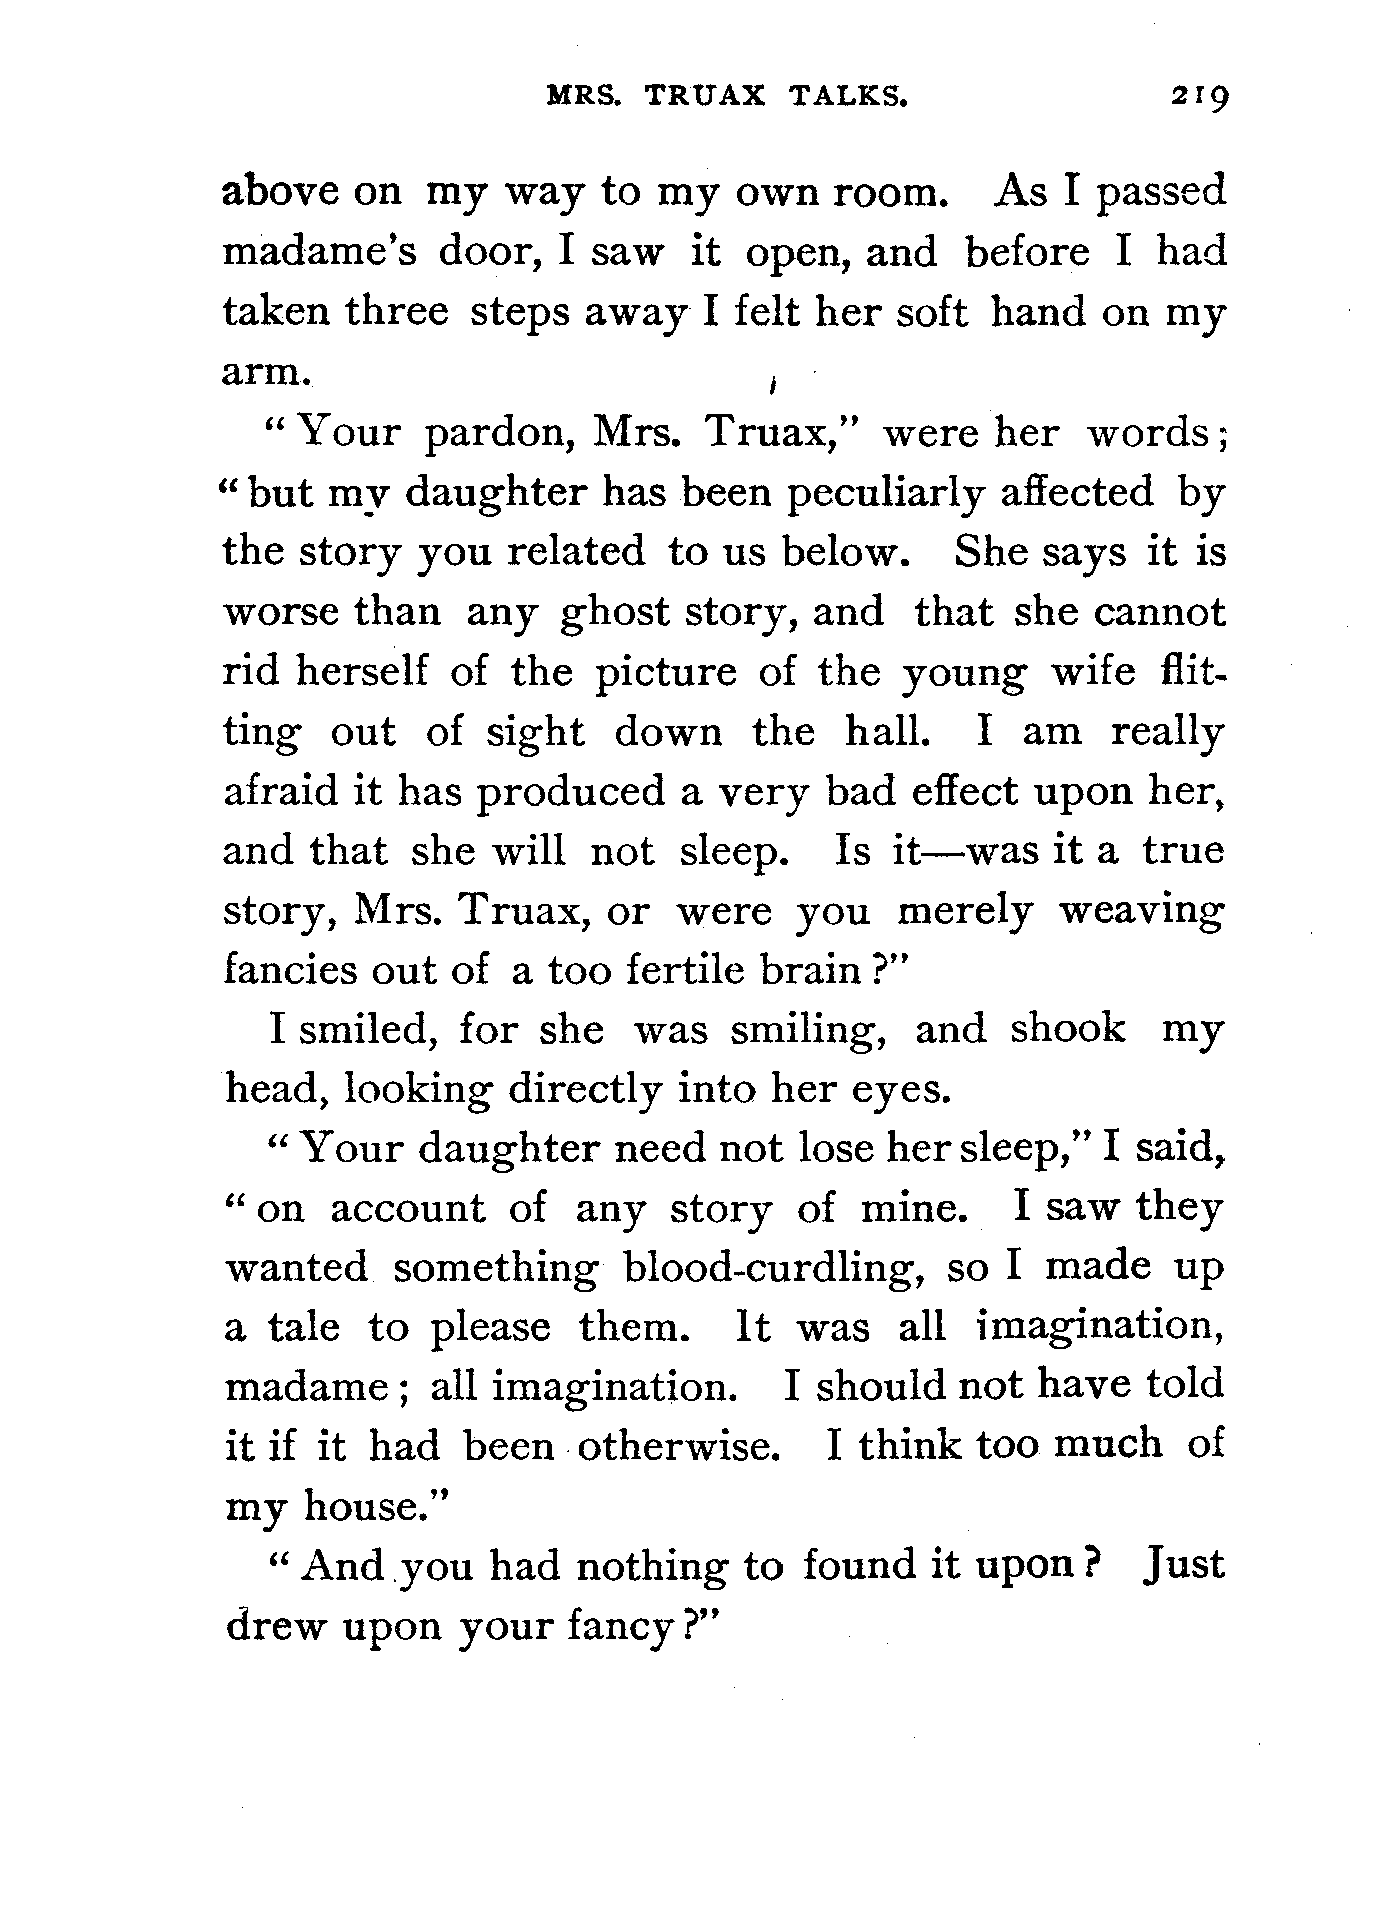 MRS. TRUAX TALKS. 219
above on my way to my own room. As I passed
madame's door, I saw it open, and before I had
taken three steps away I felt her soft hand on my
arm.
“Your pardon, Mrs. Truax,” were her words;
“but my daughter has been peculiarly affected by
the story you related to us below. She says it is
worse than any ghost story, and that she cannot
rid herself of the picture of the young wife flit-
ting out of sight down the hall. I am really
afraid it has produced a very bad effect upon her,
and that she will not sleep. Is it—was it a true
story, Mrs. Truax, or were you merely weaving
fancies out of a too fertile brain?”
I smiled, for she was smiling, and shook my
head, looking directly into her eyes.
“Your daughter need not lose her sleep,” I said,
“on account of any story of mine. I saw they
wanted something blood-curdling, so I made up
a tale to please them. It was all imagination,
madame; all imagination. I should not have told
it if it had been otherwise. I think too much of
my house.”
“And you had nothing to found it upon? Just
drew upon your fancy?”